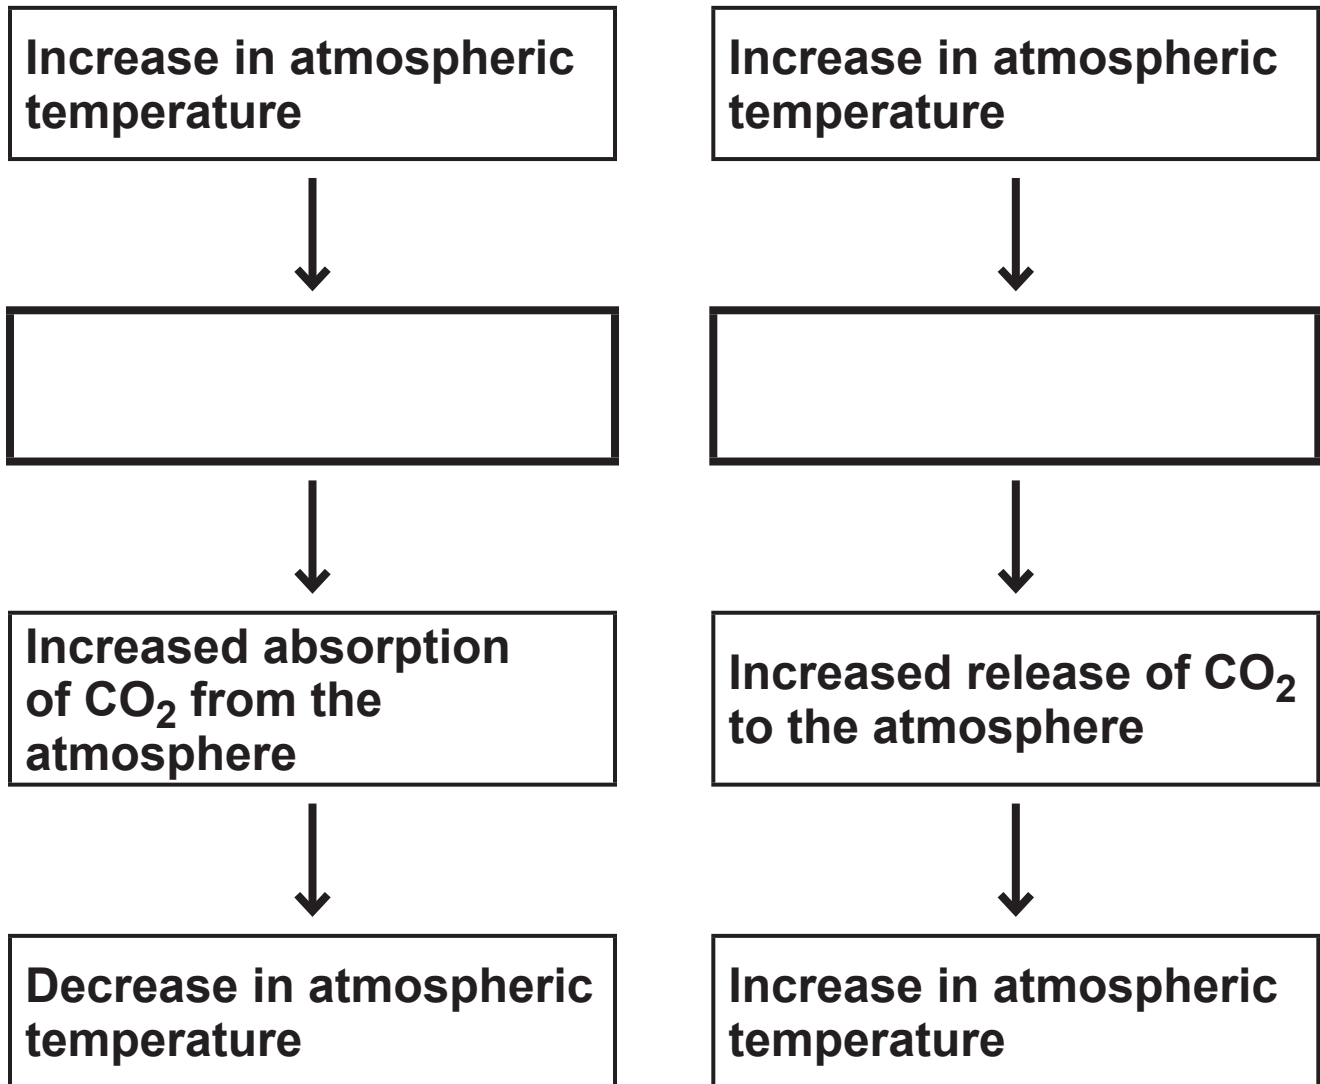 Increase in atmospheric
temperature
Increase in atmospheric
temperature
Increased absorption
of CO₂ from the
atmosphere
Increased release of CO₂
to the atmosphere
Decrease in atmospheric
temperature
Increase in atmospheric
temperature